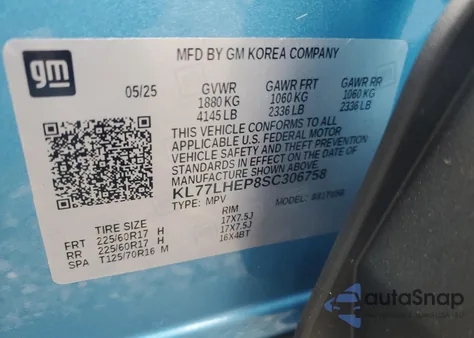 gm
MFD BY GM KOREA COMPANY
05/25 GVWR GAWR FRT GAWR RR
1880 KG 1060 KG 1060 KG
4145 LB 2336 LB 2336 LB
THIS VEHICLE CONFORMS TO ALL
APPLICABLE U.S. FEDERAL MOTOR
VEHICLE SAFETY AND THEFT PREVENTION
STANDARDS IN EFFECT ON THE DATE OF
MANUFACTURE SHOWN ABOVE.
KL77LHEP8SC306758
TYPE: MPV MODEL:
TIRE SIZE RIM
FRT 225/60R17 H 17X7.5J
RR 225/60R17 H 17X7.5J
SPA T125/70R16 M 16X4BT
autoSnap